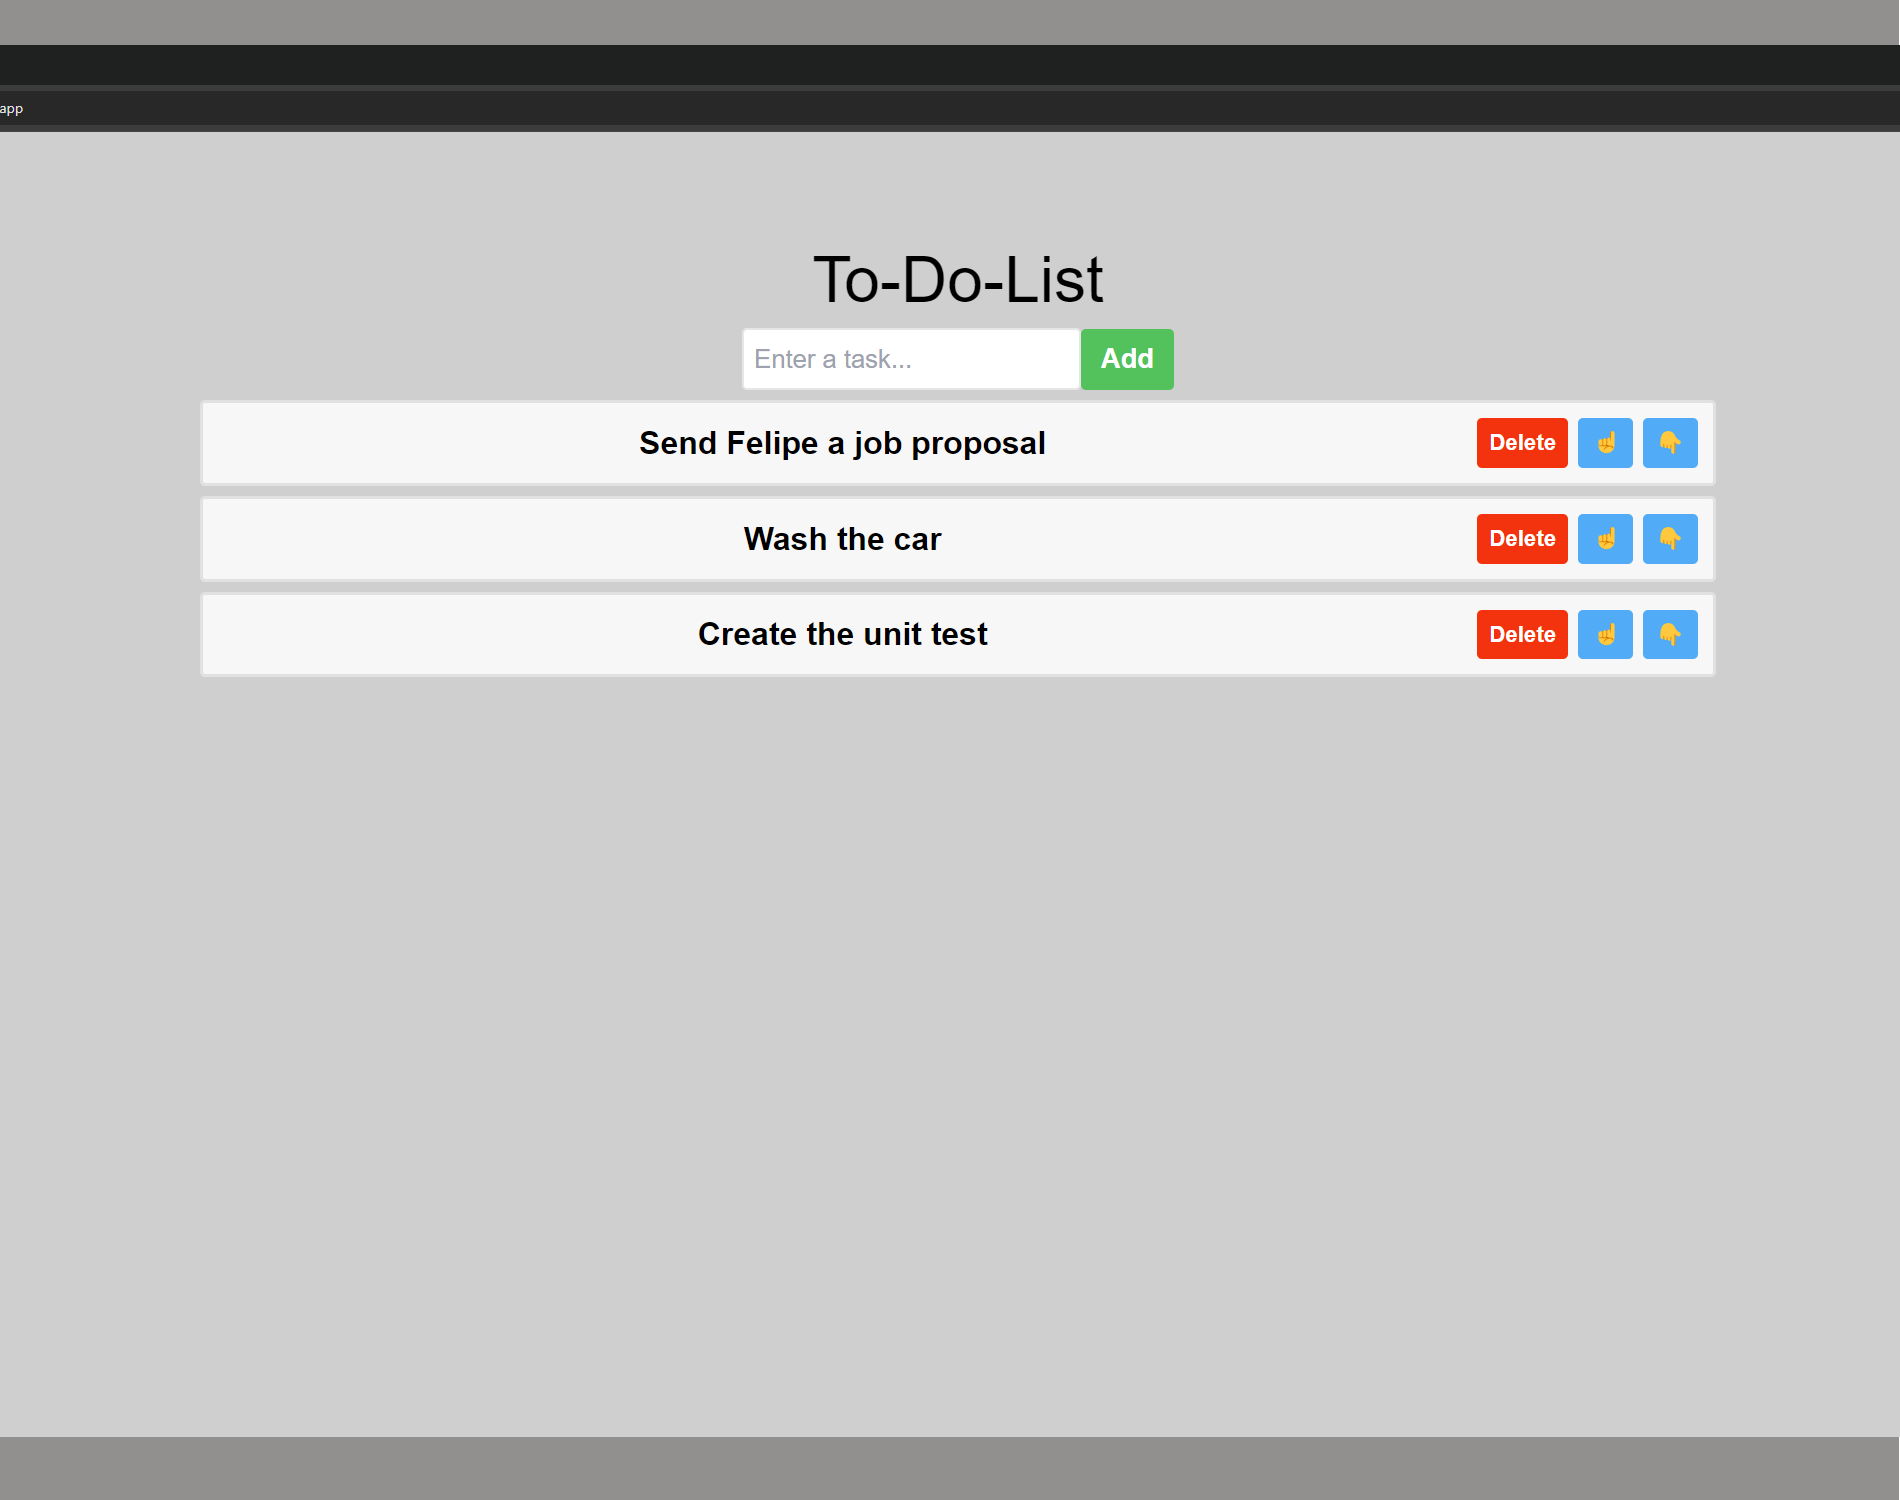 app
To-Do-List
Enter a task... Add
Send Felipe a job proposal Delete ☝ 👇
Wash the car Delete ☝ 👇
Create the unit test Delete ☝ 👇